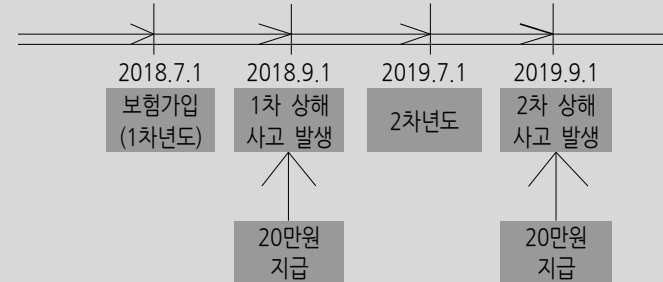 2018.7.1 2018.9.1 2019.7.1 2019.9.1
보험가입
(1차년도)
1차 상해
사고 발생
2차년도
2차 상해
사고 발생
20만원
지급
20만원
지급